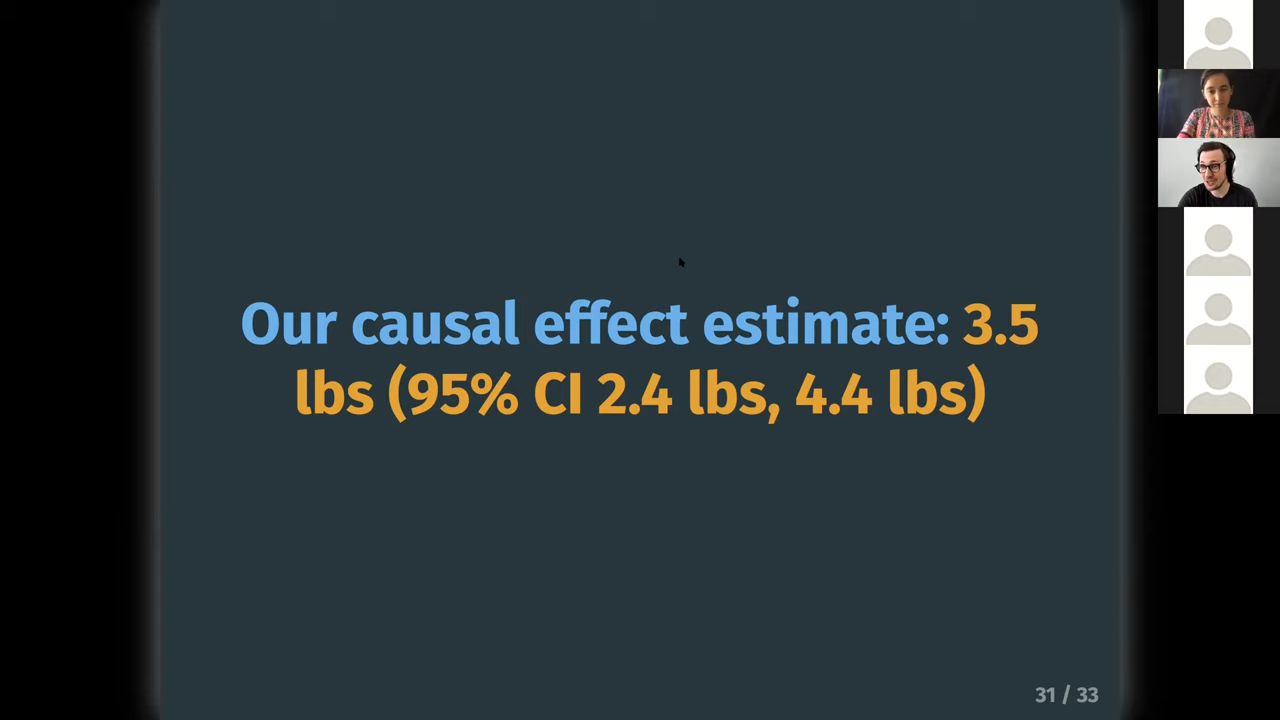 Our causal effect estimate: 3.5
lbs (95% CI 2.4 lbs, 4.4 lbs)
31 / 33